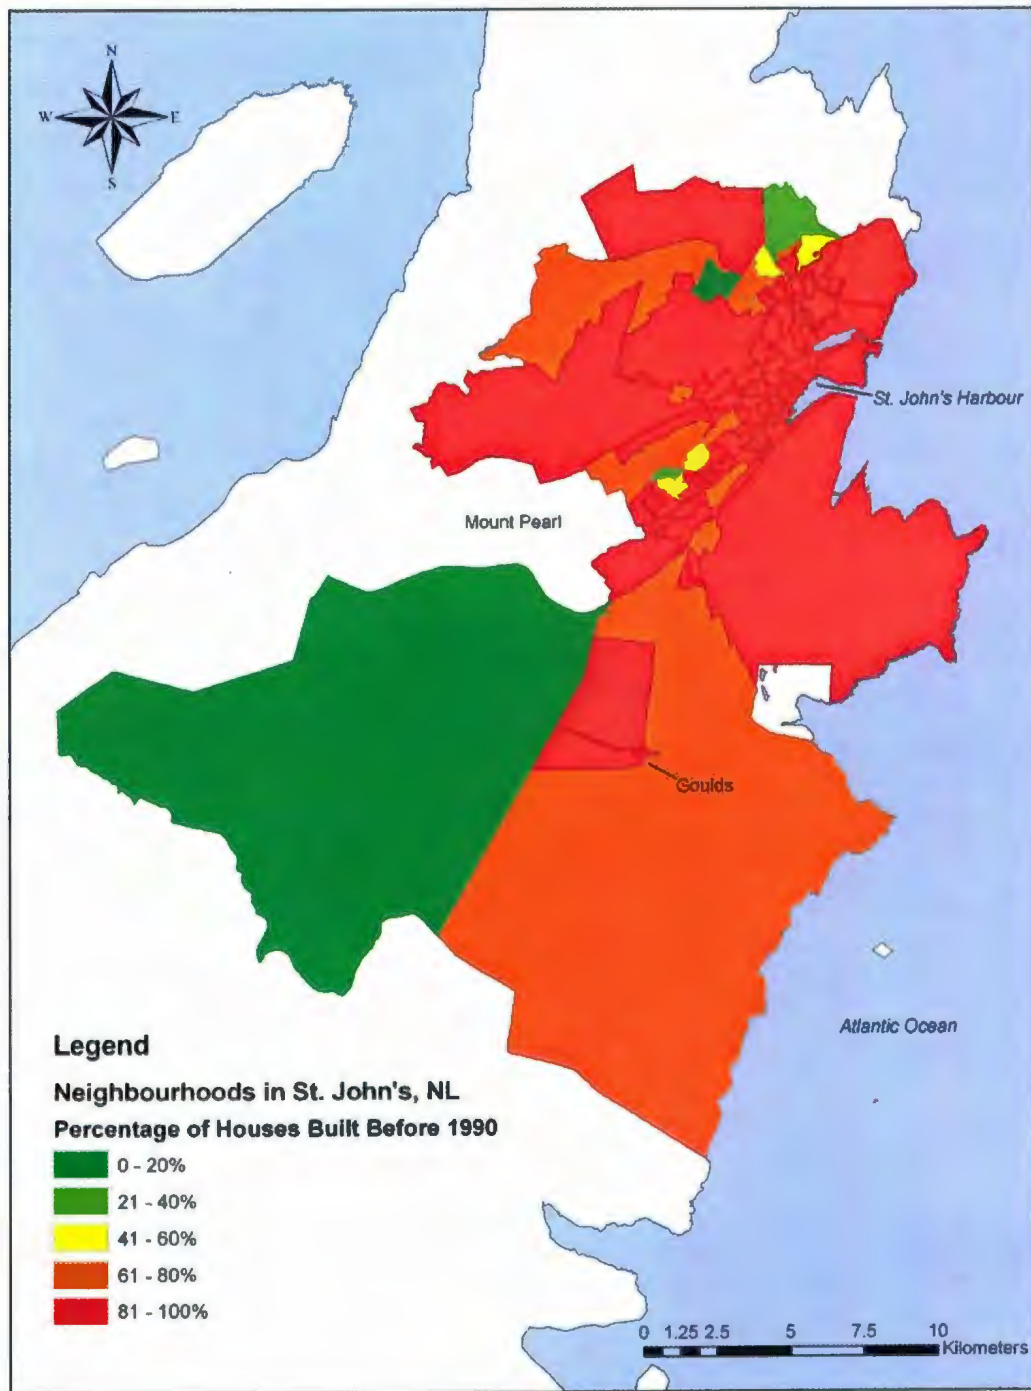 N
W
E
S
St. John's Harbour
Mount Pearl
Goulds
Atlantic Ocean
Legend
Neighbourhoods in St. John's, NL
Percentage of Houses Built Before 1990
0 - 20%
21 - 40%
41 - 60%
61 - 80%
81 - 100%
0 1.25 2.5 5 7.5 10
Kilometers